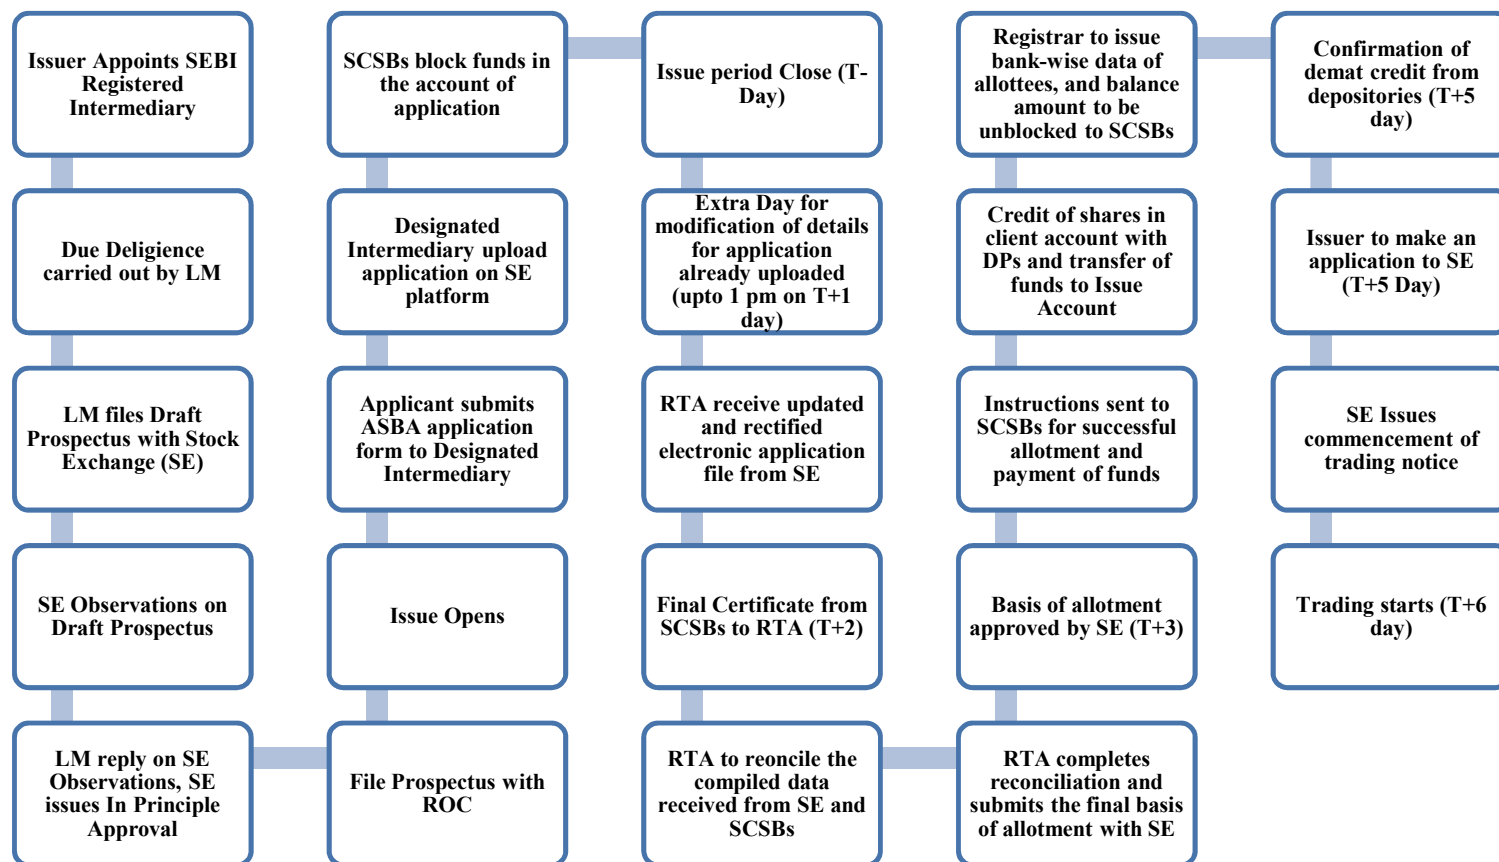 Issuer Appoints SEBI
Registered
Intermediary
Due Deligience
carried out by LM
LM files Draft
Prospectus with Stock
Exchange (SE)
SE Observations on
Draft Prospectus
LM reply on SE
Observations, SE
issues In Principle
Approval
File Prospectus with
ROC
Issue Opens
Applicant submits
ASBA application
form to Designated
Intermediary
Designated
Intermediary upload
application on SE
platform
SCSBs block funds in
the account of
application
Issue period Close (T-
Day)
Extra Day for
modification of details
for application
already uploaded
(upto 1 pm on T+1
day)
RTA receive updated
and rectified
electronic application
file from SE
Final Certificate from
SCSBs to RTA (T+2)
RTA to reconcile the
compiled data
received from SE and
SCSBs
RTA completes
reconciliation and
submits the final basis
of allotment with SE
Basis of allotment
approved by SE (T+3)
Instructions sent to
SCSBs for successful
allotment and
payment of funds
Credit of shares in
client account with
DPs and transfer of
funds to Issue
Account
Registrar to issue
bank-wise data of
allottees, and balance
amount to be
unblocked to SCSBs
Confirmation of
demat credit from
depositories (T+5
day)
Issuer to make an
application to SE
(T+5 Day)
SE Issues
commencement of
trading notice
Trading starts (T+6
day)